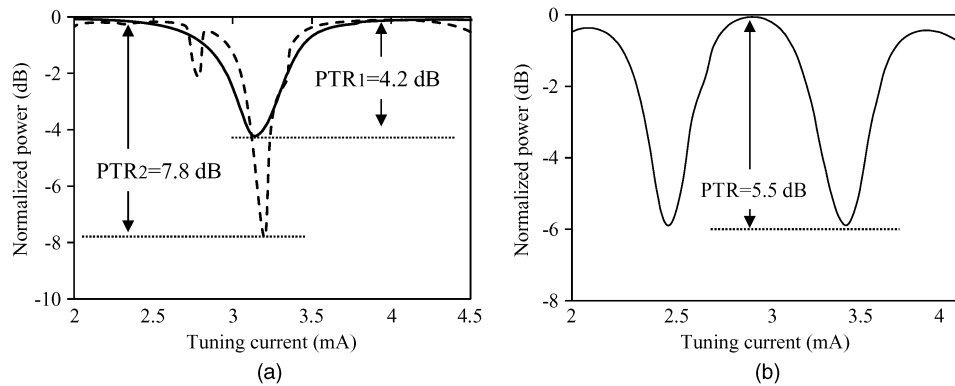 0
-2
-4
-6
-8
-10
Normalized power (dB)
PTR1=4.2 dB
PTR2=7.8 dB
2
2.5
3
3.5
4
4.5
Tuning current (mA)
(a)
0
-2
-4
-6
-8
Normalized power (dB)
PTR=5.5 dB
2
2.5
3
3.5
4
Tuning current (mA)
(b)